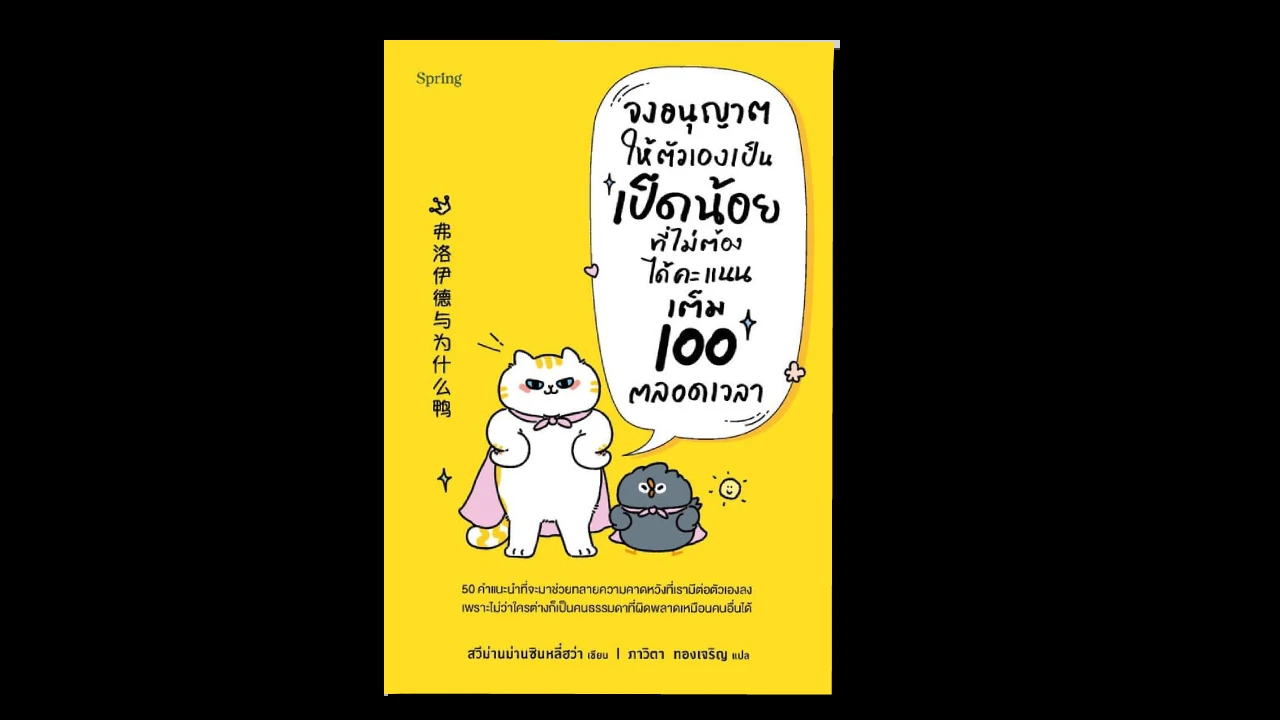 Spring
จงอนุญาต
ให้ตัวเองเป็น
เป็ดน้อย
ที่ไม่ต้อง
ได้คะแนน
เต็ม
100
ตลอดเวลา
弗洛伊德与为什么鸭
50 คำแนะนำที่จะมาช่วยทลายความคาดหวังที่เรามีต่อตัวเองลง
เพราะไม่ว่าใครต่างก็เป็นคนธรรมดาที่ผิดพลาดเหมือนคนอื่นได้
สวีม่านม่านซินหลี่ฮว่า เขียน | ภาวิตา ทองเจริญ แปล